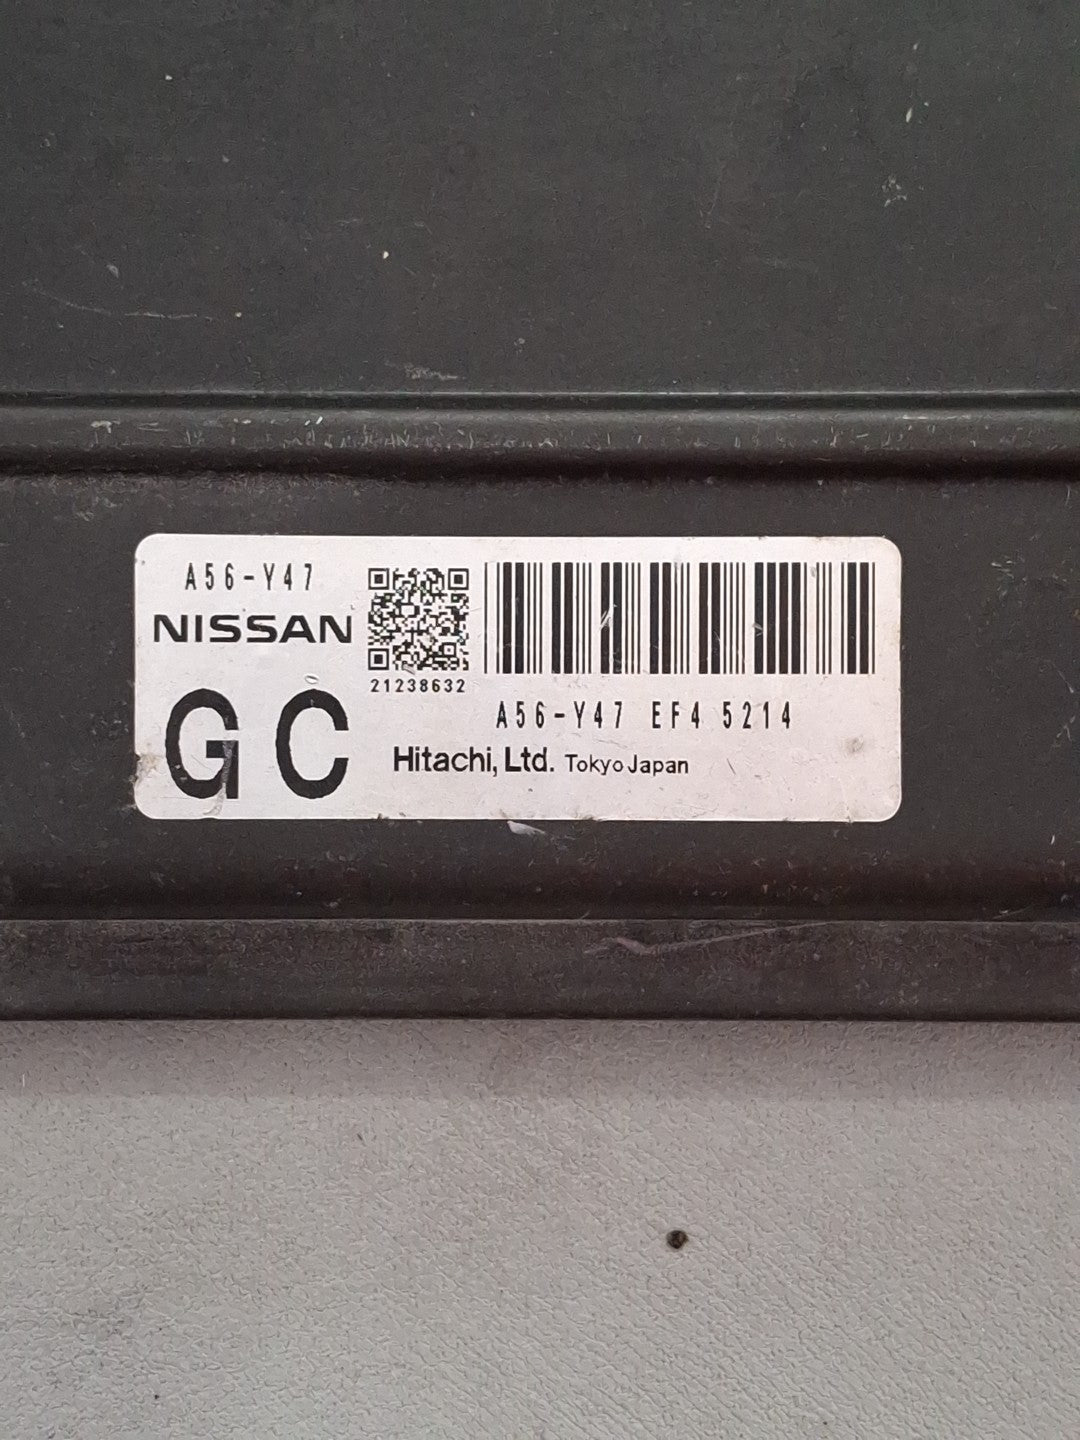 A56-Y47
NISSAN
21238632
GC
A56-Y47 EF4 5214
Hitachi, Ltd. Tokyo Japan